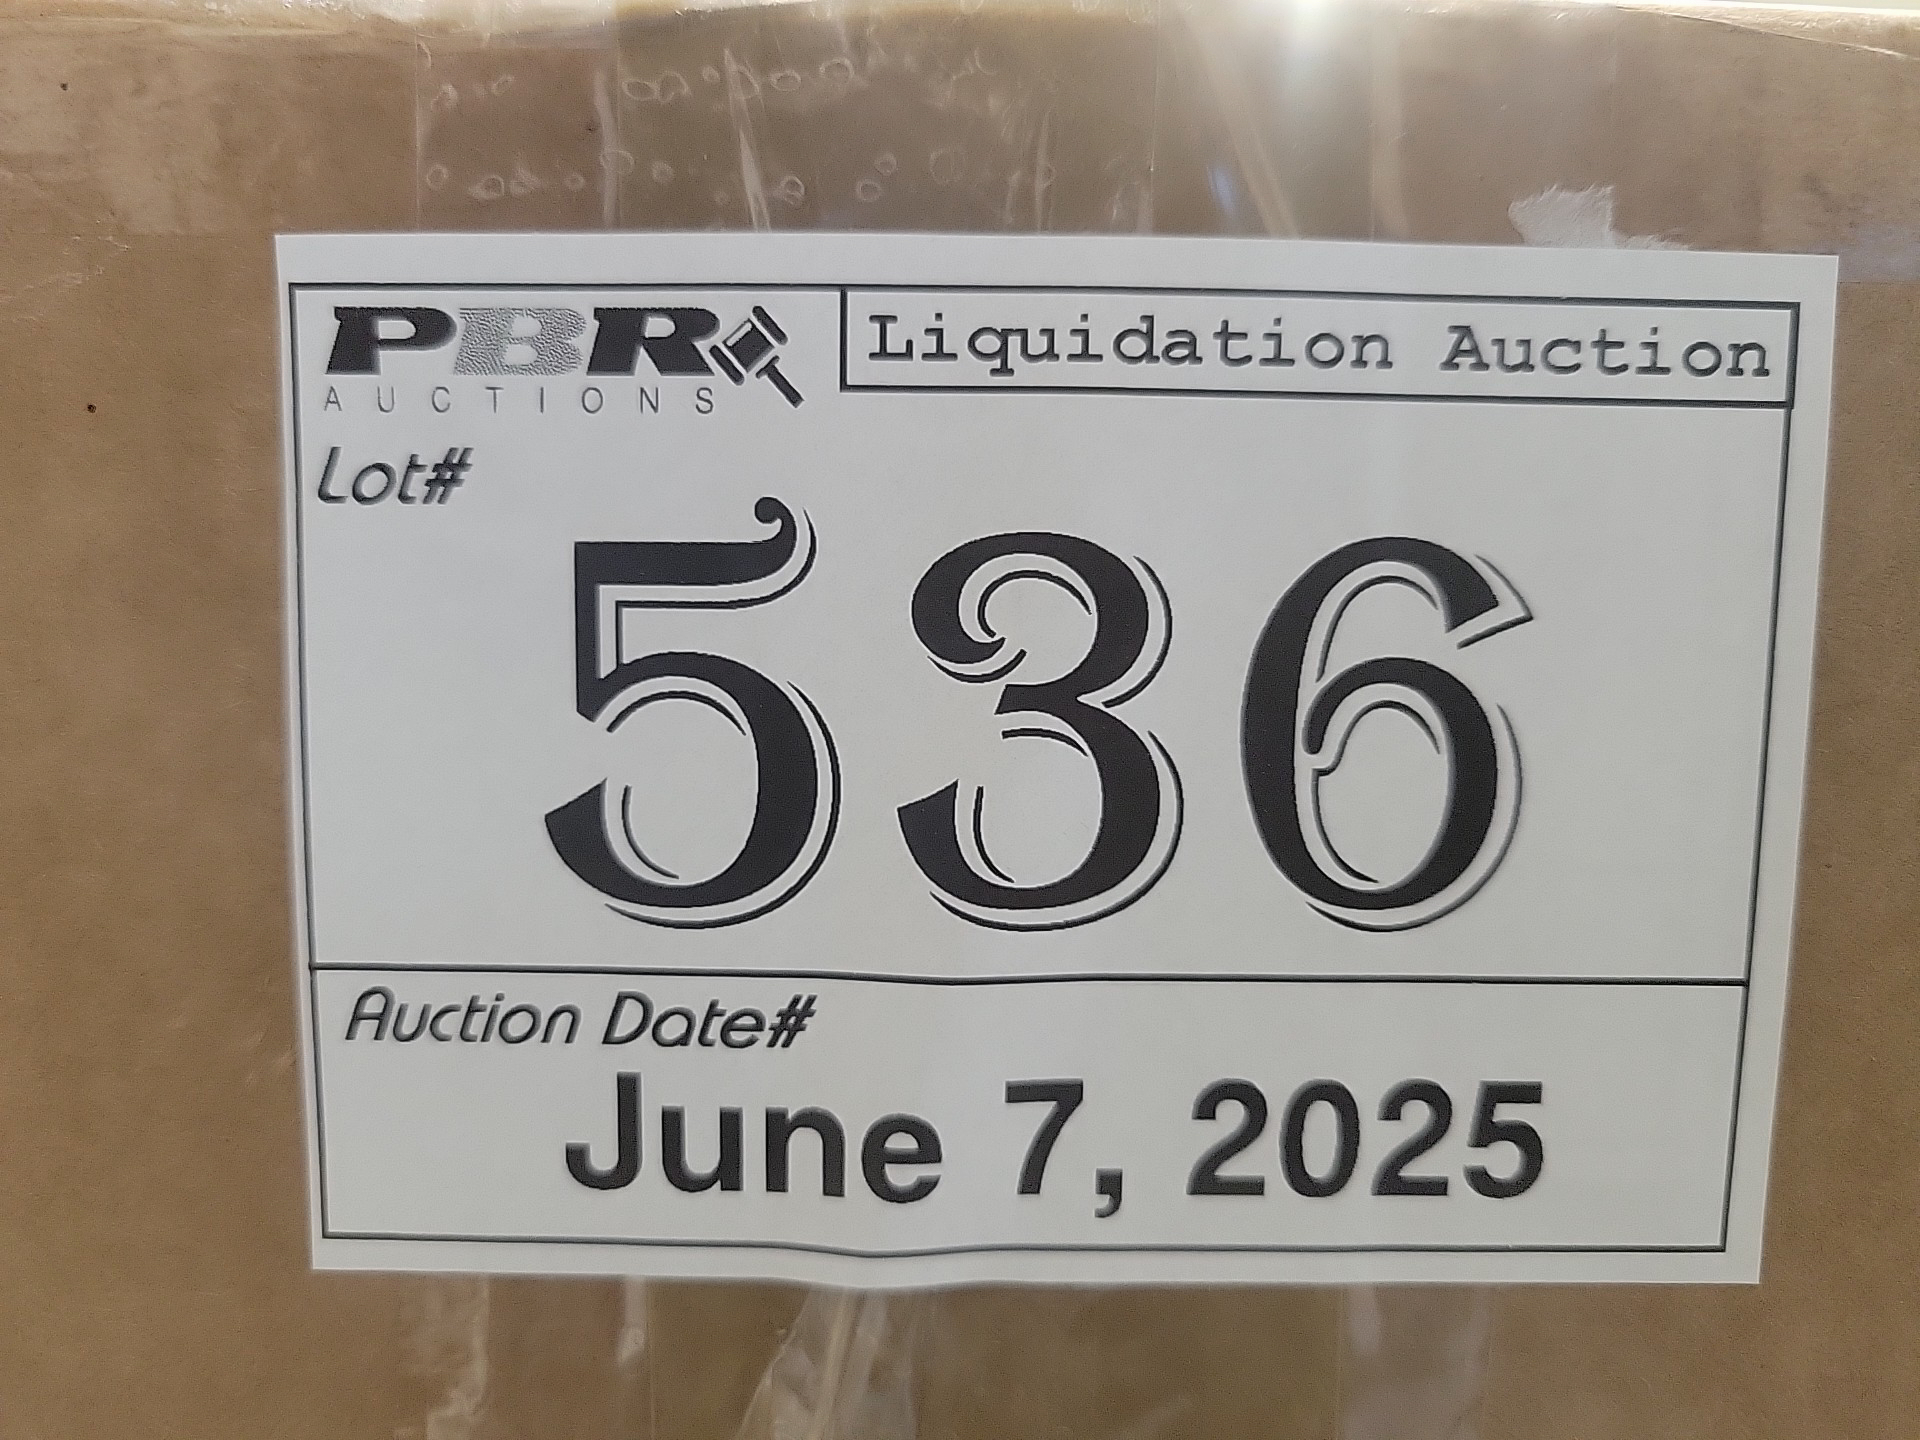 PBR
AUCTIONS
Liquidation Auction
Lot#
536
Auction Date#
June 7, 2025